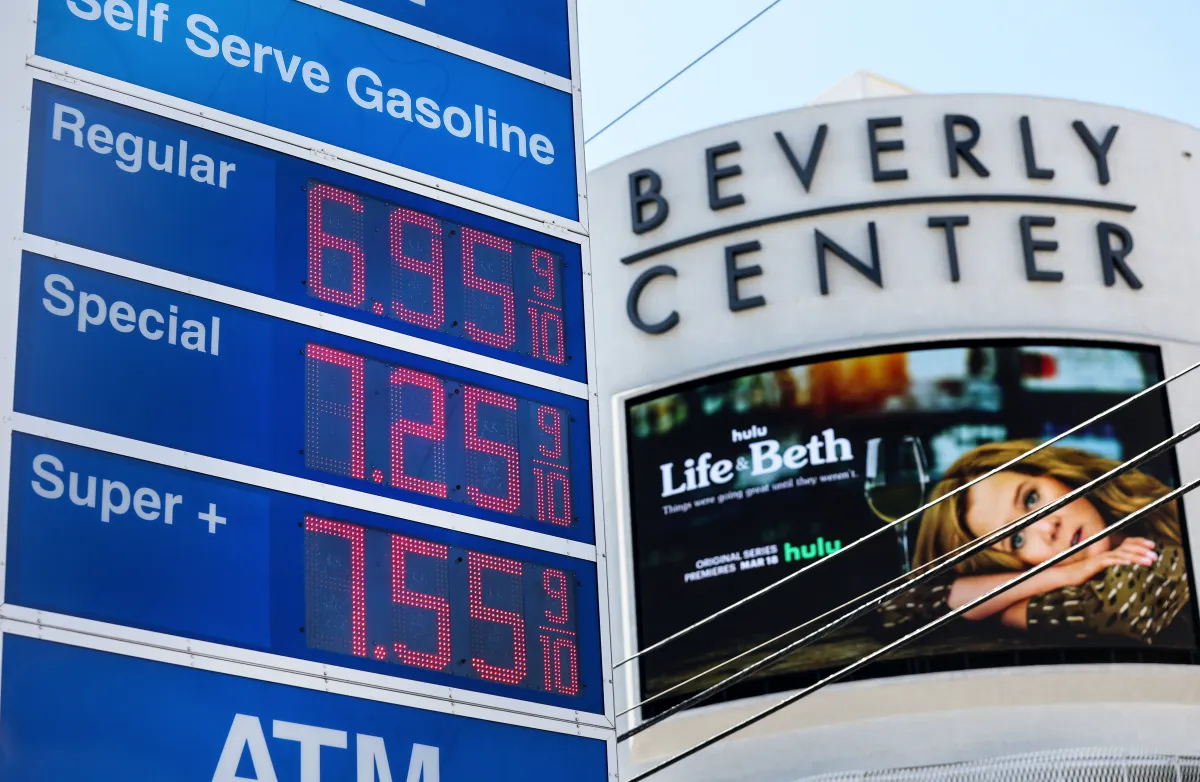 Self Serve Gasoline
Regular
6.95 9/10
Special
7.25 9/10
Super +
7.55 9/10
ATM
BEVERLY
CENTER
hulu
Life & Beth
Things were going great until they weren't.
ORIGINAL SERIES
PREMIERES MAR 18
hulu